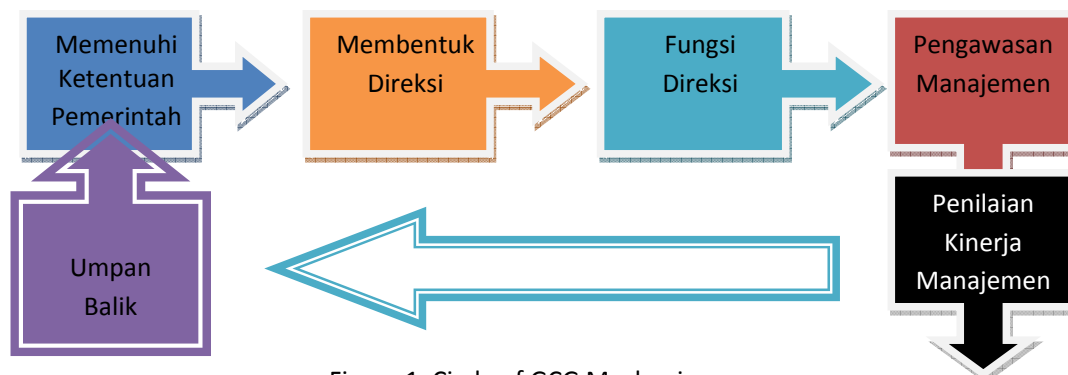 Memenuhi
Ketentuan
Pemerintah
Membentuk
Direksi
Fungsi
Direksi
Pengawasan
Manajemen
Penilaian
Kinerja
Manajemen
Umpan
Balik